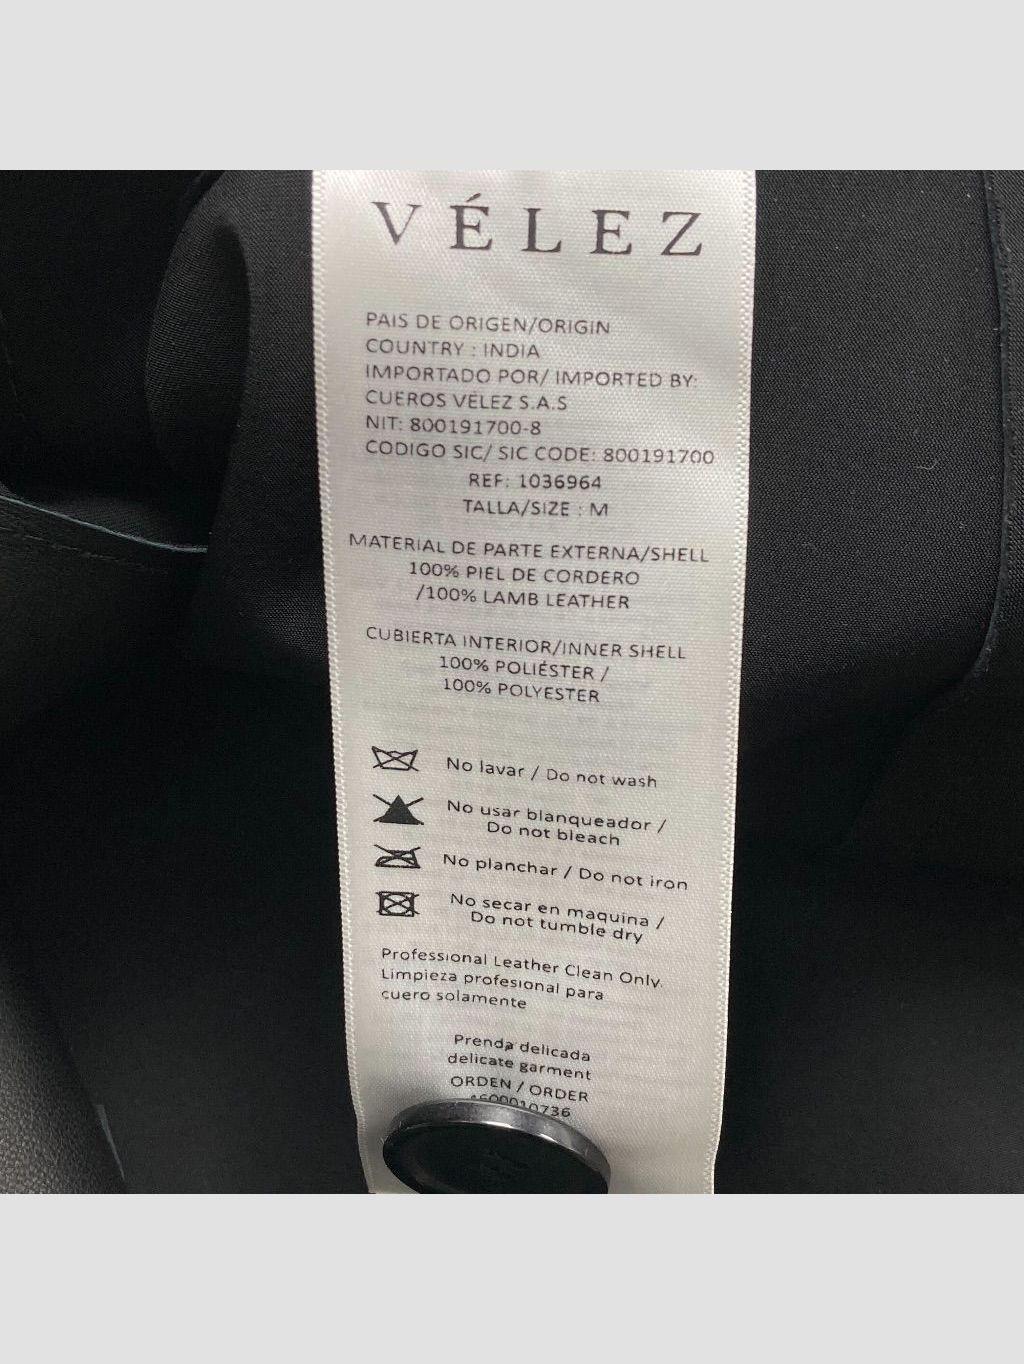 VÉLEZ
PAIS DE ORIGEN/ORIGIN
COUNTRY : INDIA
IMPORTADO POR/ IMPORTED BY:
CUEROS VÉLEZ S.A.S
NIT: 800191700-8
CODIGO SIC/ SIC CODE: 800191700
REF: 1036964
TALLA/SIZE : M
MATERIAL DE PARTE EXTERNA/SHELL
100% PIEL DE CORDERO
/100% LAMB LEATHER
CUBIERTA INTERIOR/INNER SHELL
100% POLIÉSTER /
100% POLYESTER
No lavar / Do not wash
No usar blanqueador /
Do not bleach
No planchar / Do not iron
No secar en maquina /
Do not tumble dry
Professional Leather Clean Only.
Limpieza profesional para
cuero solamente
Prenda delicada
delicate garment
ORDEN / ORDER